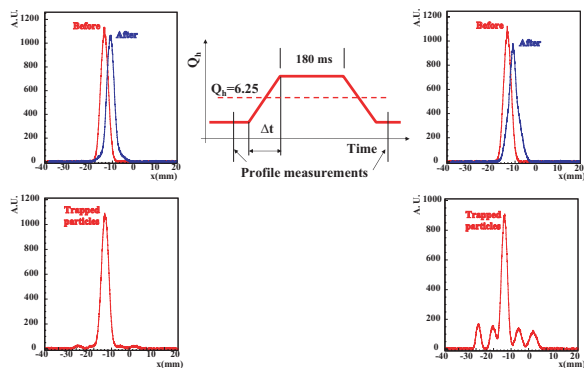 A.U.
1200
1000
800
600
400
200
0
Before
After
-40
-30
-20
-10
0
10
20
x(mm)
Q_h
180 ms
Q_h=6.25
Δt
Time
Profile measurements
A.U.
1200
1000
800
600
400
200
0
Before
After
-40
-30
-20
-10
0
10
20
x(mm)
A.U.
1200
1000
800
600
400
200
0
Trapped
particles
-40
-30
-20
-10
0
10
20
x(mm)
A.U.
1200
1000
800
600
400
200
0
Trapped
particles
-40
-30
-20
-10
0
10
20
x(mm)